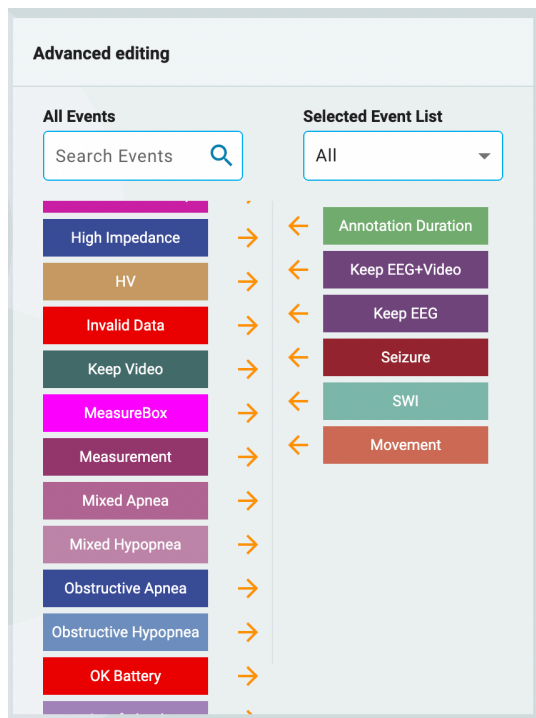 Advanced editing
All Events
Search Events
High Impedance
HV
Invalid Data
Keep Video
MeasureBox
Measurement
Mixed Apnea
Mixed Hypopnea
Obstructive Apnea
Obstructive Hypopnea
OK Battery
Selected Event List
All
Annotation Duration
Keep EEG+Video
Keep EEG
Seizure
SWI
Movement